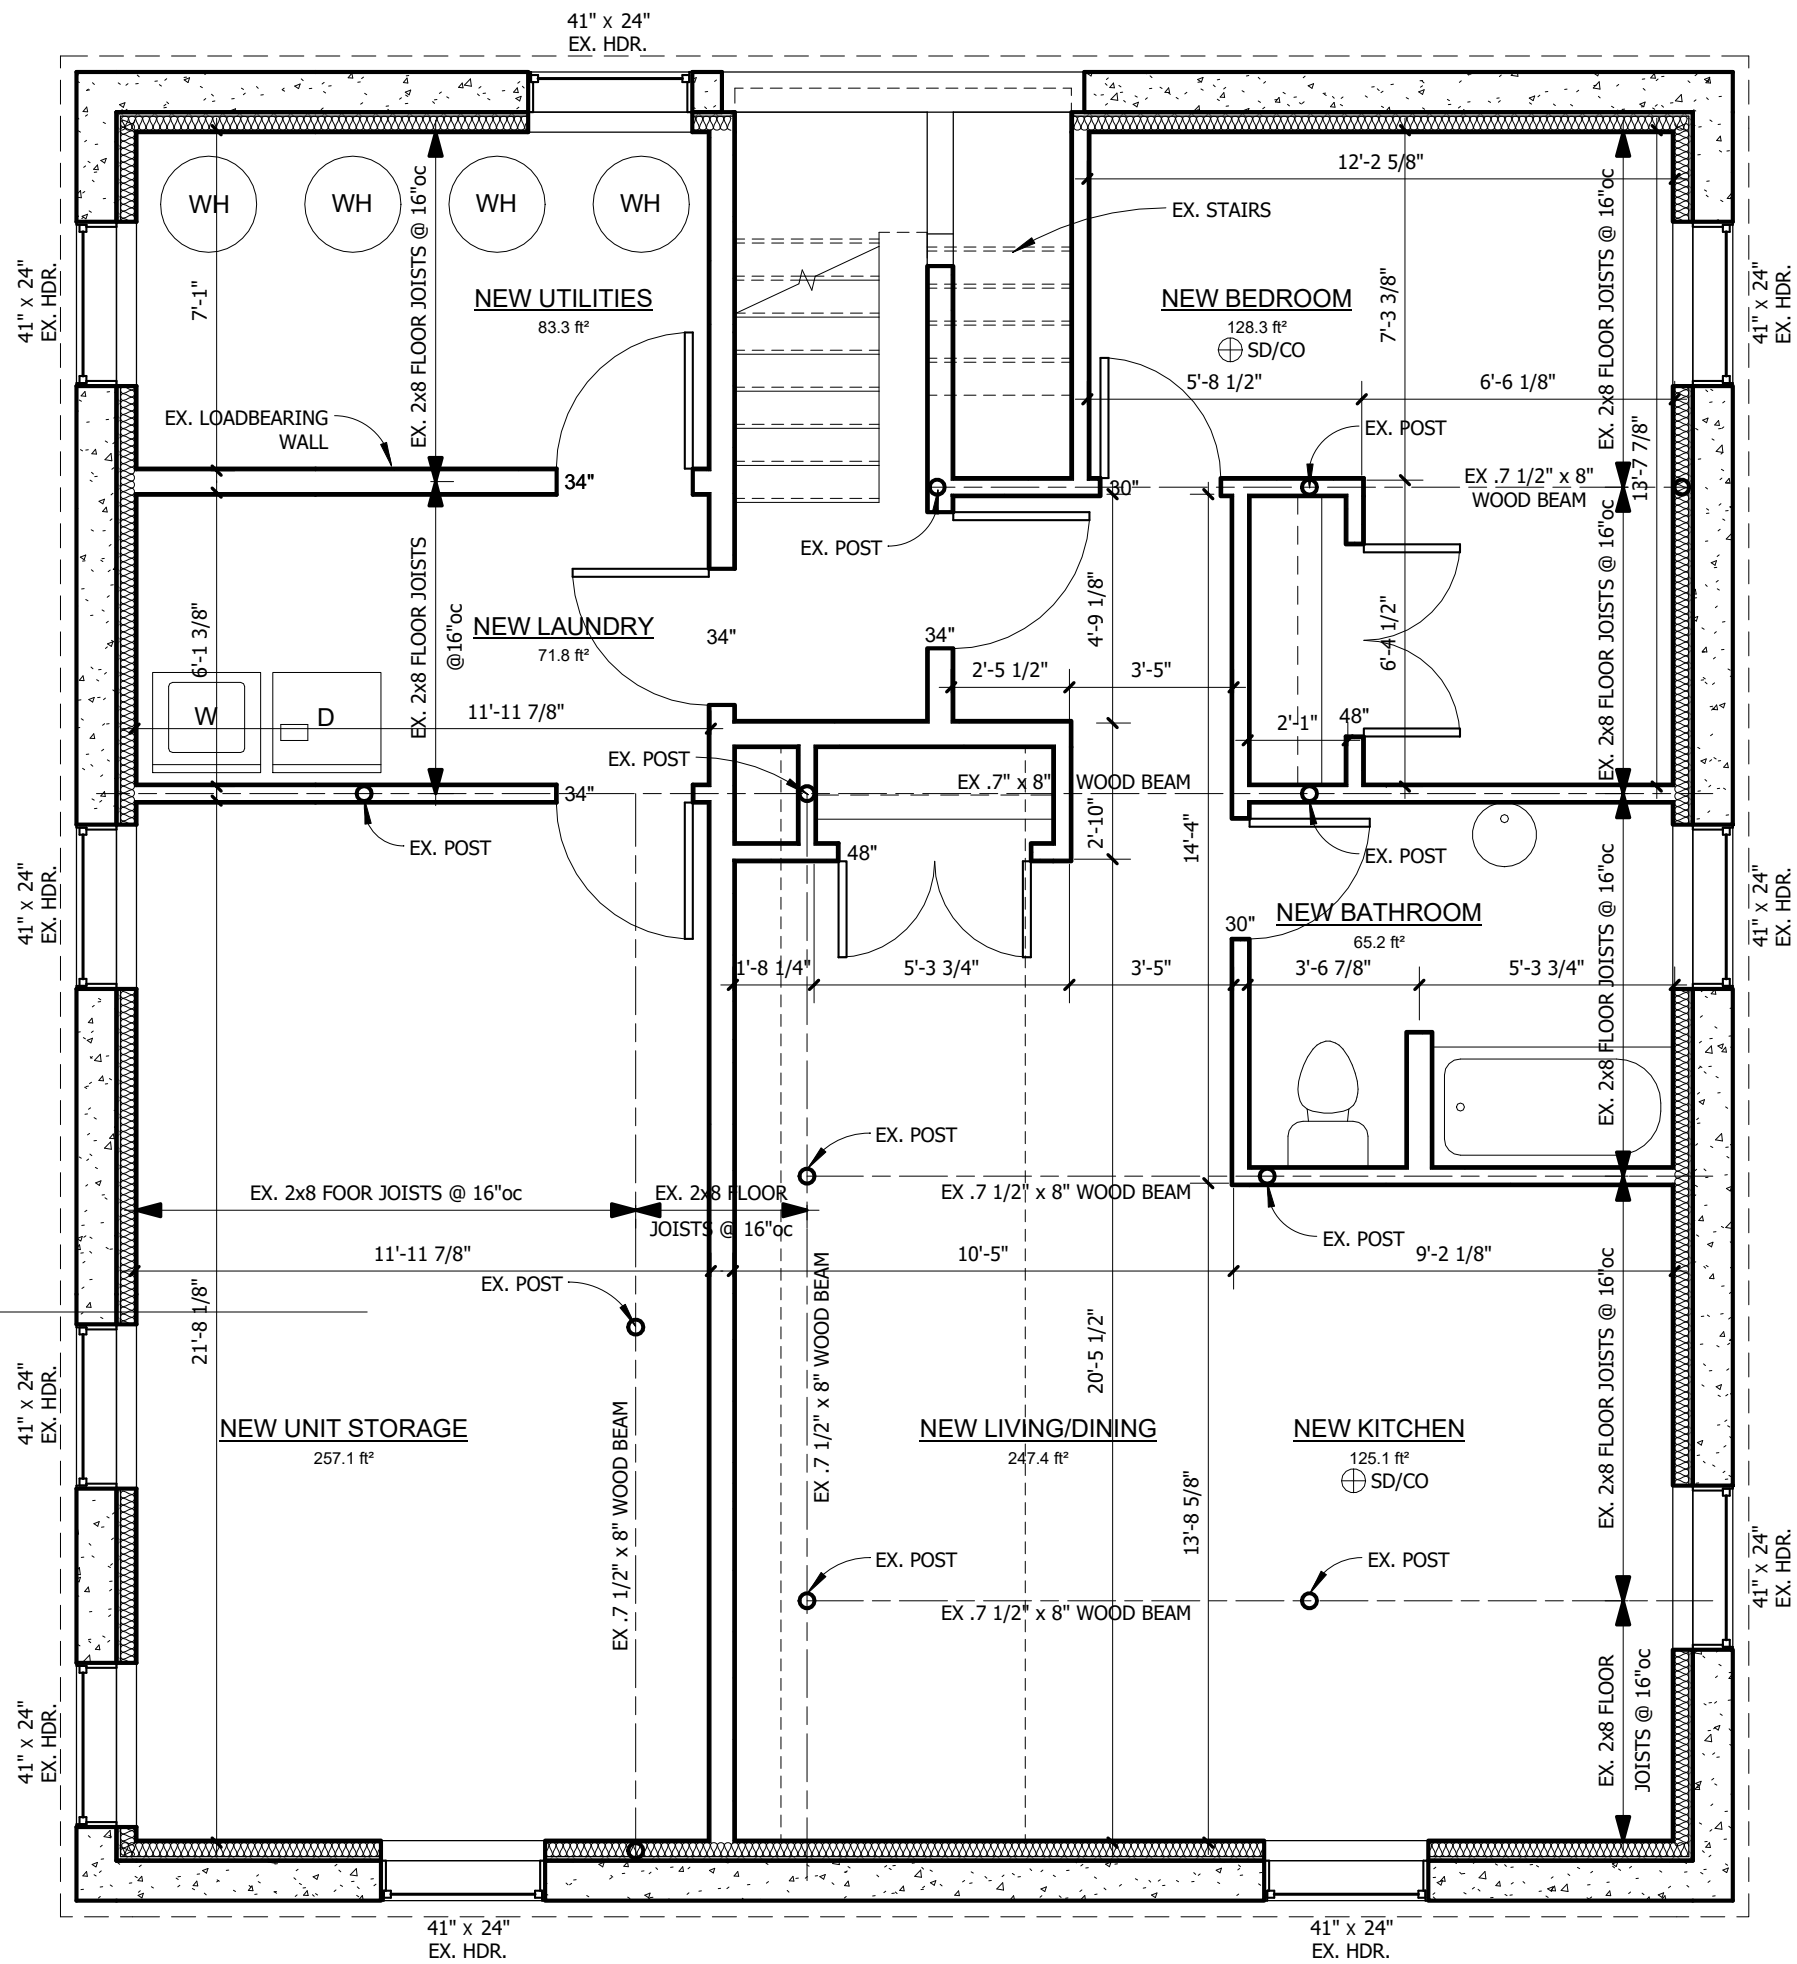 41" x 24"
EX. HDR.
12'-2 5/8"
WH
WH
WH
WH
EX. STAIRS
EX. 2x8 FLOOR JOISTS @ 16"oc
EX. 2x8 FLOOR JOISTS @ 16"oc
41" x 24"
EX. HDR.
7'-1"
NEW UTILITIES
83.3 ft²
NEW BEDROOM
128.3 ft²
SD/CO
7'-3 3/8"
41" x 24"
EX. HDR.
5'-8 1/2"
6'-6 1/8"
EX. LOADBEARING
WALL
EX. POST
34"
30"
EX .7 1/2" x 8"
WOOD BEAM
13'-7 7/8"
EX. POST
EX. 2x8 FLOOR JOISTS
@16"oc
EX. 2x8 FLOOR JOISTS @16"oc
6'-1 3/8"
NEW LAUNDRY
71.8 ft²
34"
34"
4'-9 1/8"
6'-4 1/2"
2'-5 1/2"
3'-5"
W
D
11'-11 7/8"
2'-1"
48"
EX. POST
EX .7" x 8"
WOOD BEAM
34"
EX. POST
48"
2'-10"
14'-4"
EX. POST
41" x 24"
EX. HDR.
NEW BATHROOM
65.2 ft²
30"
EX. 2x8 FLOOR JOISTS @ 16"oc
41" x 24"
EX. HDR.
1'-8 1/4"
5'-3 3/4"
3'-5"
3'-6 7/8"
5'-3 3/4"
EX. POST
EX. 2x8 FOOR JOISTS @ 16"oc
EX. 2x8 FLOOR
JOISTS @ 16"oc
EX .7 1/2" x 8" WOOD BEAM
EX. POST
11'-11 7/8"
10'-5"
9'-2 1/8"
EX. POST
21'-8 1/8"
EX .7 1/2" x 8" WOOD BEAM
20'-5 1/2"
EX. 2x8 FLOOR JOISTS @ 16"oc
41" x 24"
EX. HDR.
NEW UNIT STORAGE
257.1 ft²
EX .7 1/2" x 8" WOOD BEAM
NEW LIVING/DINING
247.4 ft²
NEW KITCHEN
125.1 ft²
SD/CO
13'-8 5/8"
EX. POST
EX. POST
41" x 24"
EX. HDR.
EX .7 1/2" x 8" WOOD BEAM
41" x 24"
EX. HDR.
EX. 2x8 FLOOR
JOISTS @ 16"oc
41" x 24"
EX. HDR.
41" x 24"
EX. HDR.